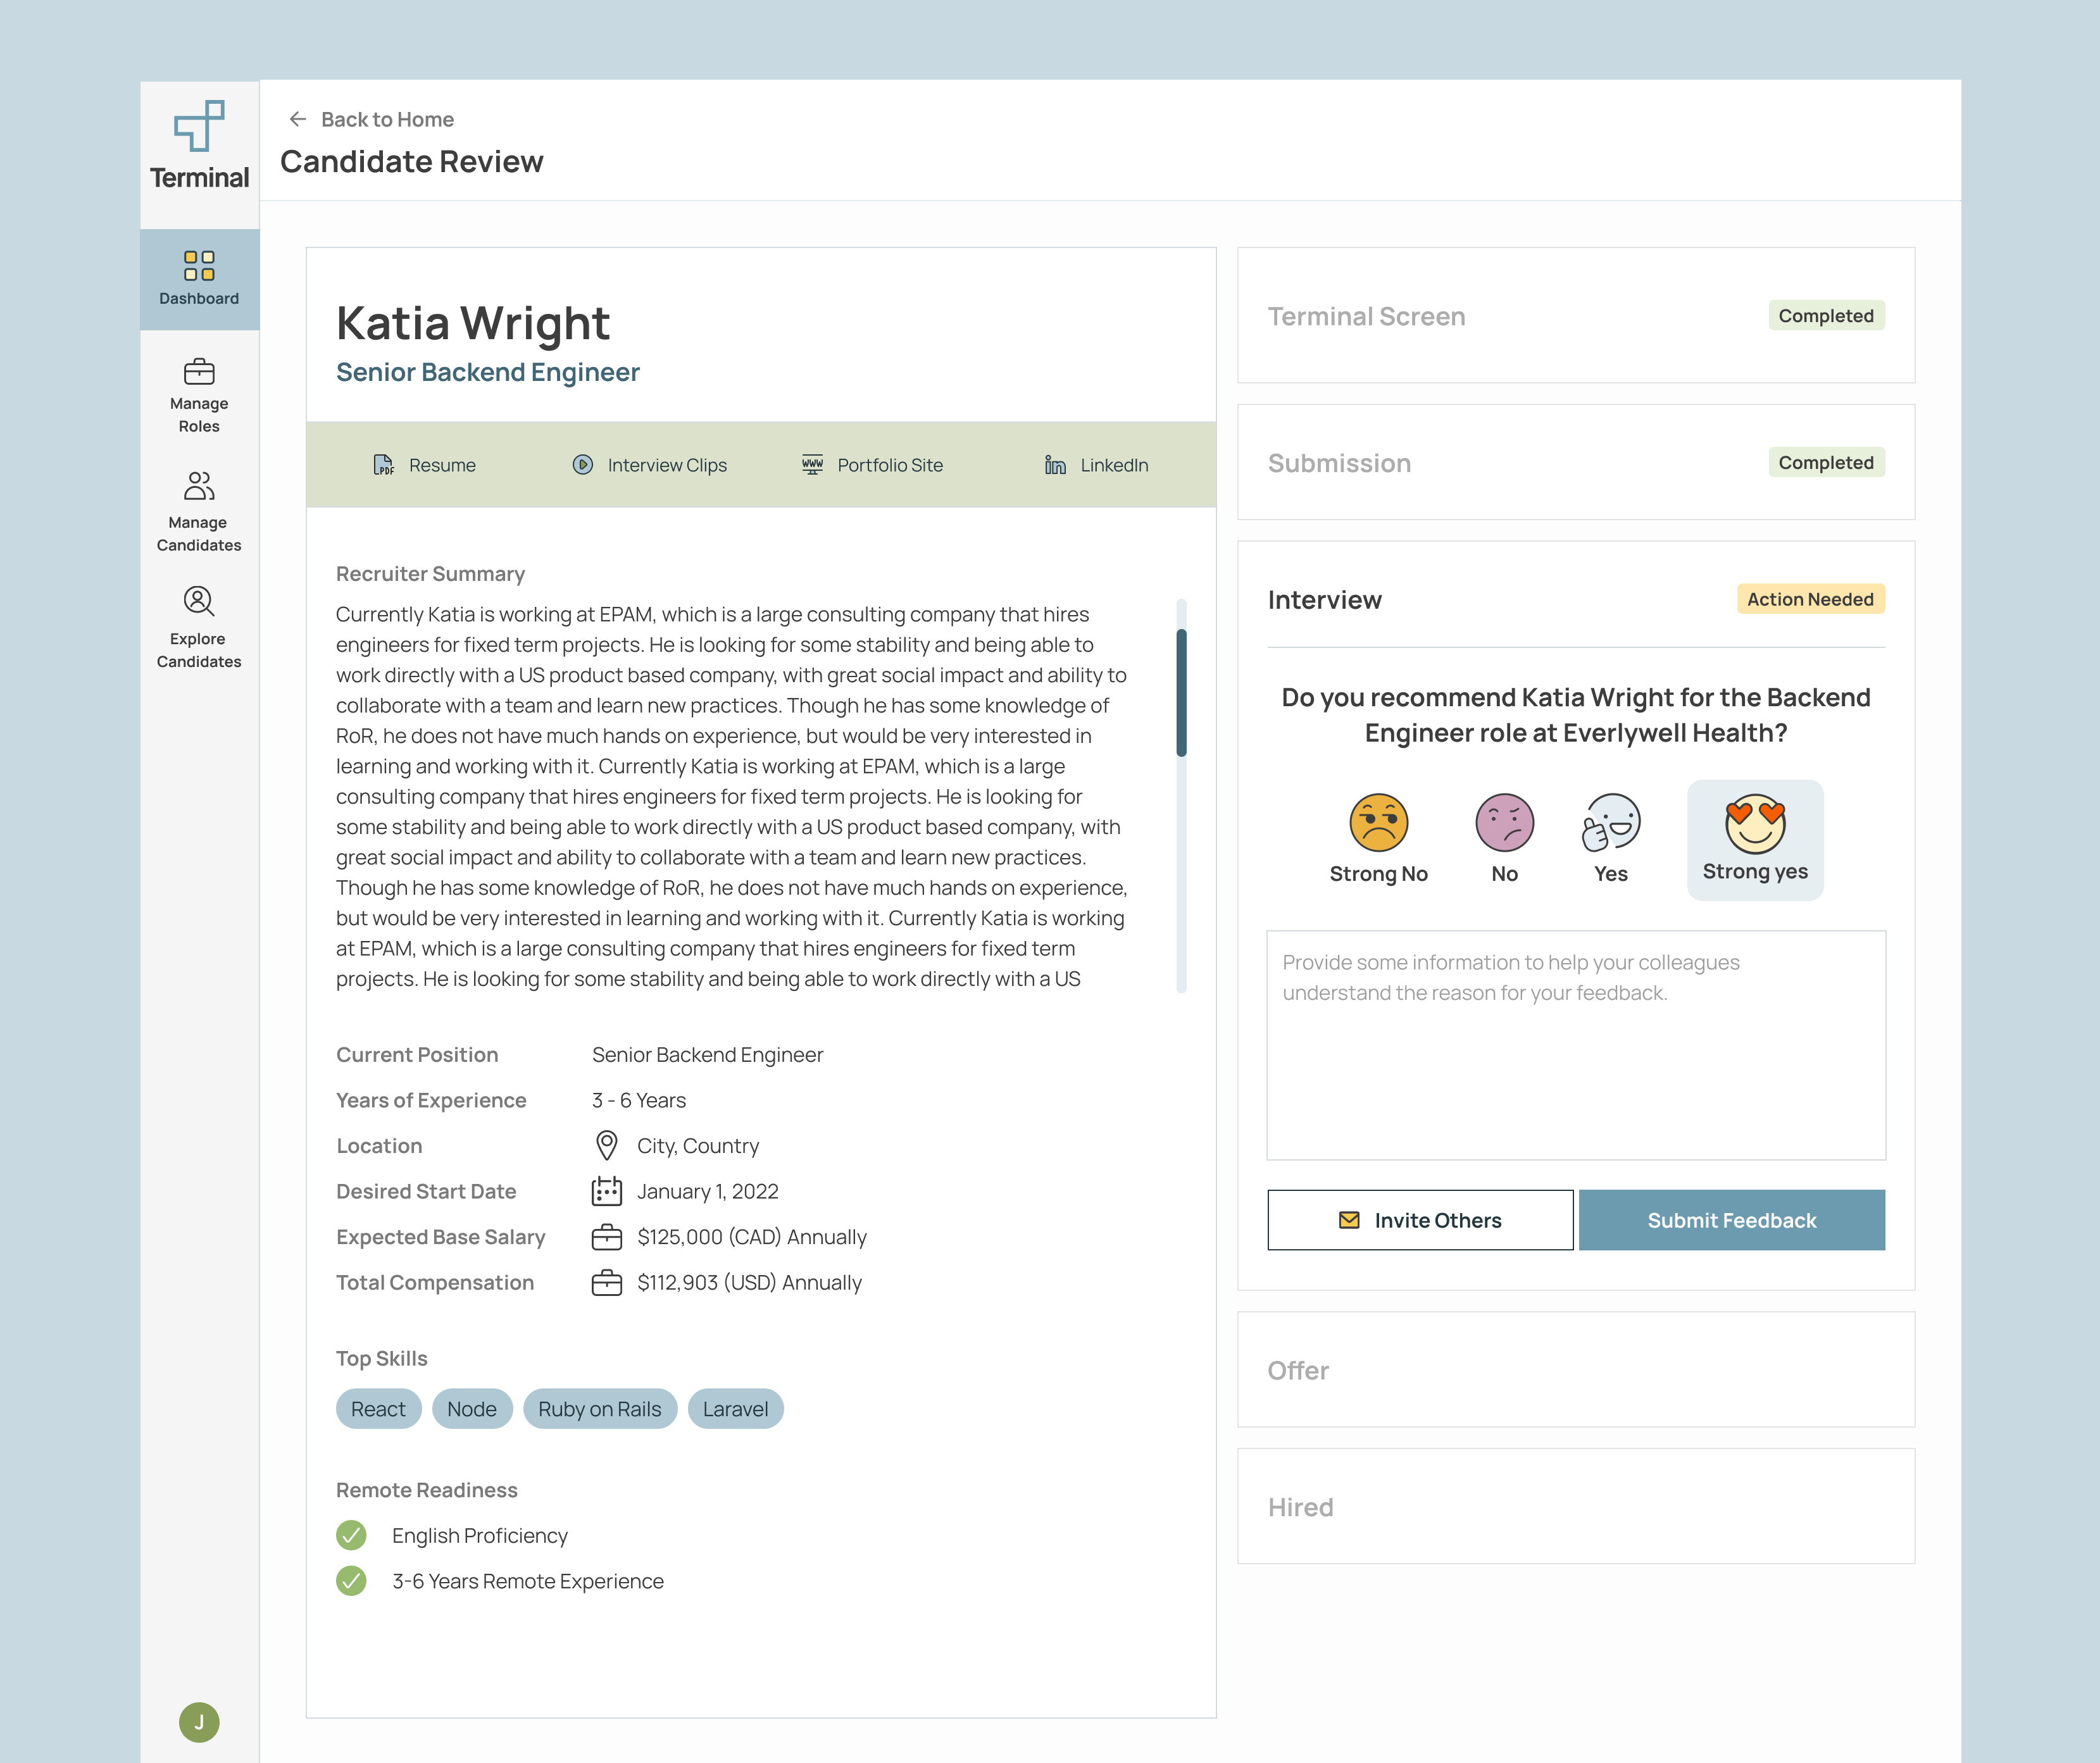 Terminal
Dashboard
Manage
Roles
Manage
Candidates
Explore
Candidates
J
Back to Home
Candidate Review
Katia Wright
Senior Backend Engineer
PDF
Resume
Interview Clips
WWW
Portfolio Site
in
LinkedIn
Recruiter Summary
Currently Katia is working at EPAM, which is a large consulting company that hires
engineers for fixed term projects. He is looking for some stability and being able to
work directly with a US product based company, with great social impact and ability to
collaborate with a team and learn new practices. Though he has some knowledge of
RoR, he does not have much hands on experience, but would be very interested in
learning and working with it. Currently Katia is working at EPAM, which is a large
consulting company that hires engineers for fixed term projects. He is looking for
some stability and being able to work directly with a US product based company, with
great social impact and ability to collaborate with a team and learn new practices.
Though he has some knowledge of RoR, he does not have much hands on experience,
but would be very interested in learning and working with it. Currently Katia is working
at EPAM, which is a large consulting company that hires engineers for fixed term
projects. He is looking for some stability and being able to work directly with a US
Current Position
Senior Backend Engineer
Years of Experience
3 - 6 Years
Location
City, Country
Desired Start Date
January 1, 2022
Expected Base Salary
$125,000 (CAD) Annually
Total Compensation
$112,903 (USD) Annually
Top Skills
React
Node
Ruby on Rails
Laravel
Remote Readiness
English Proficiency
3-6 Years Remote Experience
Terminal Screen
Completed
Submission
Completed
Interview
Action Needed
Do you recommend Katia Wright for the Backend
Engineer role at Everlywell Health?
Strong No
No
Yes
Strong yes
Provide some information to help your colleagues
understand the reason for your feedback.
Invite Others
Submit Feedback
Offer
Hired